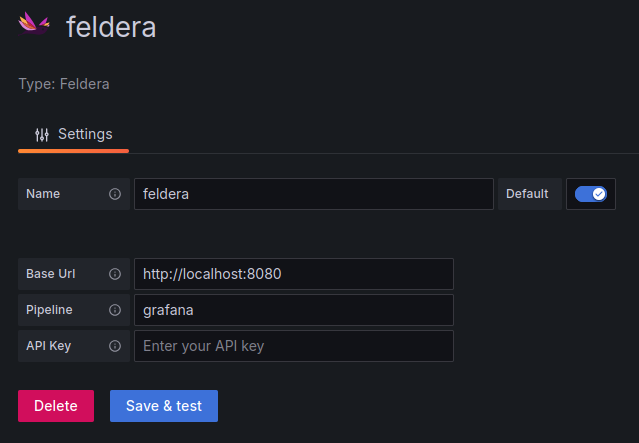 feldera
Type: Feldera
Settings
Name feldera Default
Base Url http://localhost:8080
Pipeline grafana
API Key Enter your API key
Delete Save & test